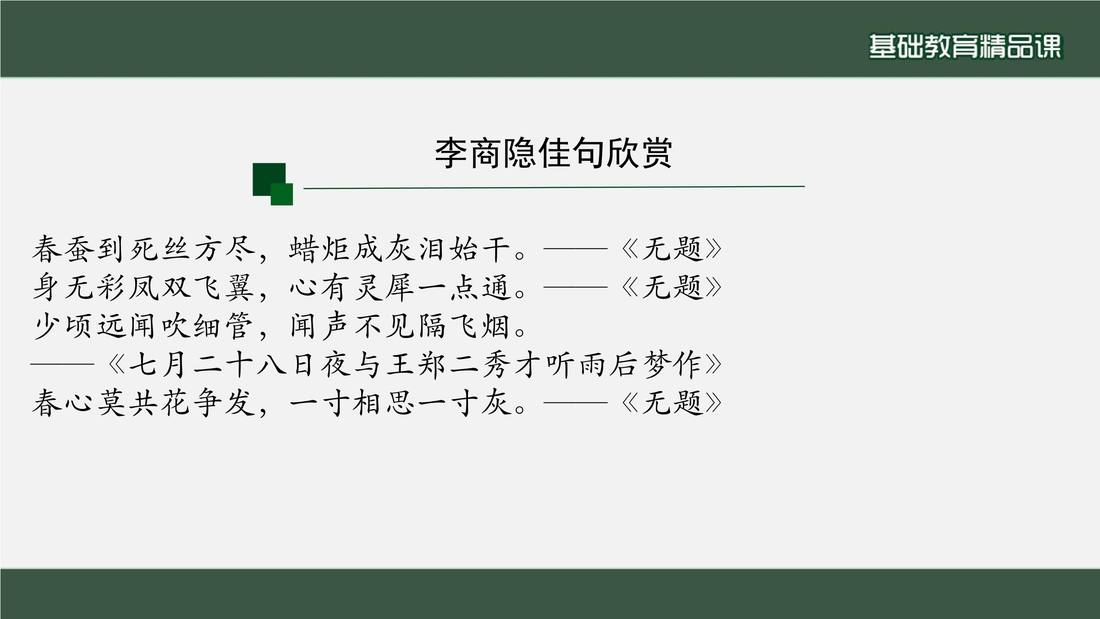 基础教育精品课
李商隐佳句欣赏
春蚕到死丝方尽，蜡炬成灰泪始干。——《无题》
身无彩凤双飞翼，心有灵犀一点通。——《无题》
少顷远闻吹细管，闻声不见隔飞烟。
——《七月二十八日夜与王郑二秀才听雨后梦作》
春心莫共花争发，一寸相思一寸灰。——《无题》